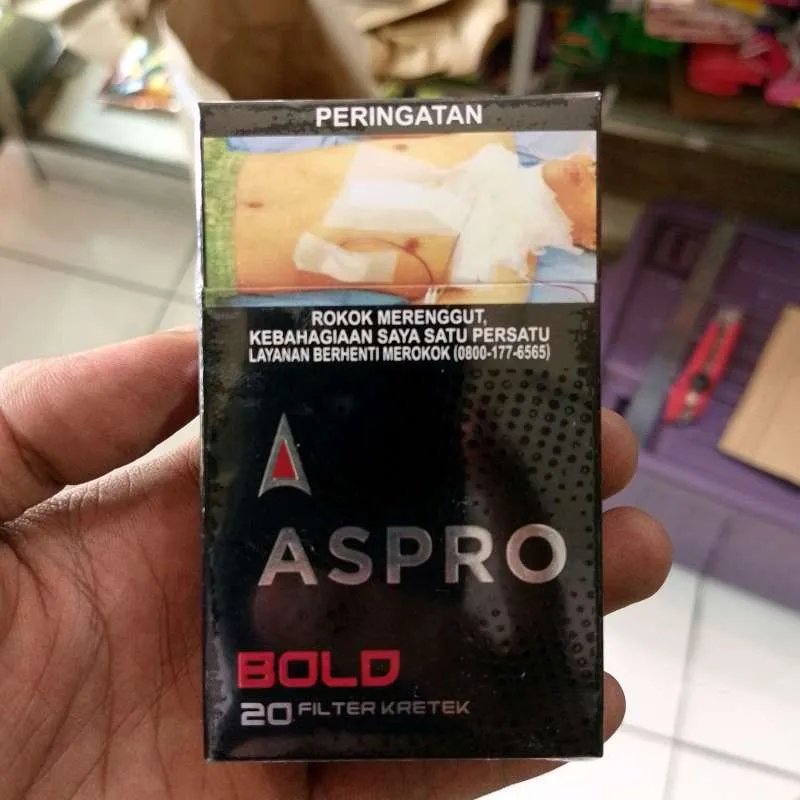 PERINGATAN
ROKOK MERENGGUT,
KEBAHAGIAAN SAYA SATU PERSATU
LAYANAN BERHENTI MEROKOK (0800-177-6565)
ASPRO
BOLD
20 FILTER KRETEK